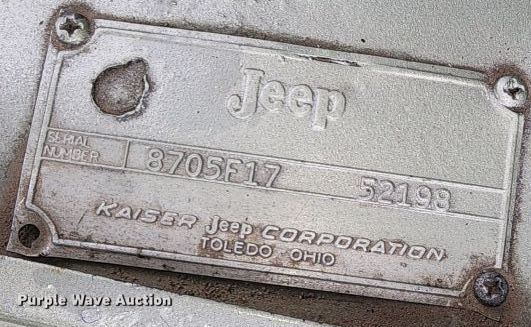 Jeep
SERIAL NUMBER 8705F17 52198
KAISER Jeep CORPORATION
TOLEDO OHIO
Purple Wave Auction